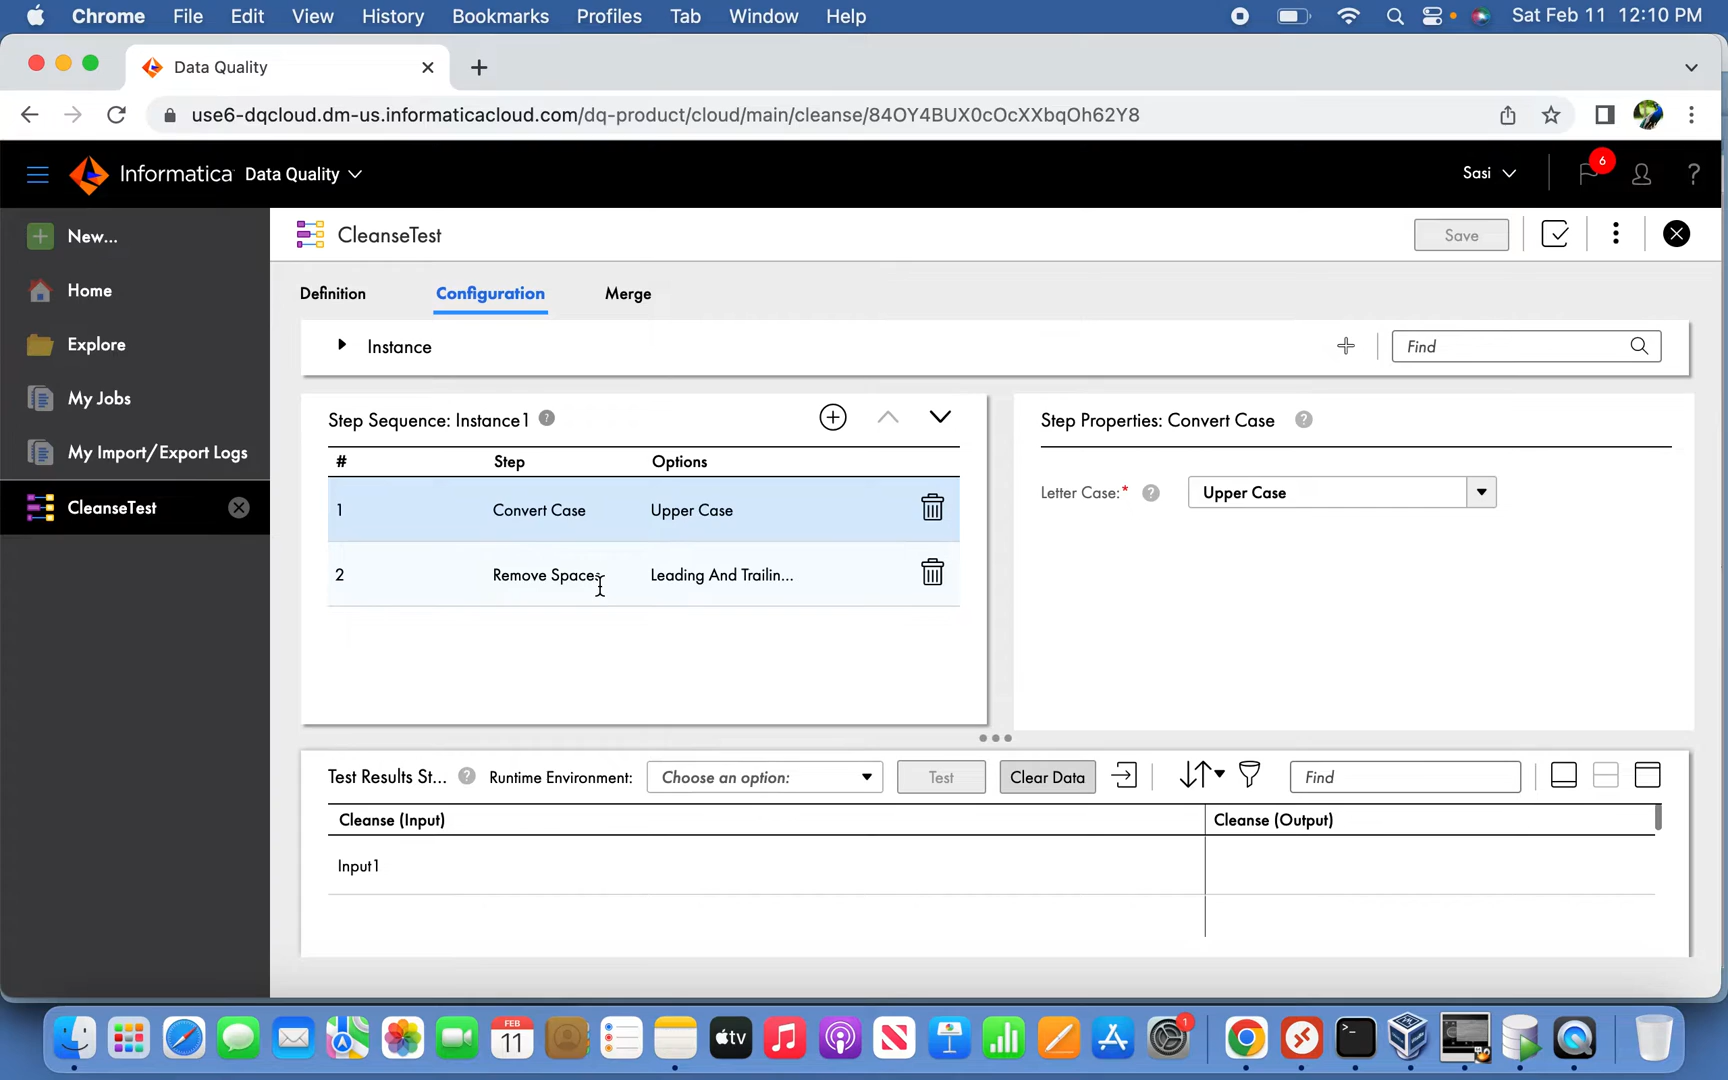 Chrome File Edit View History Bookmarks Profiles Tab Window Help Sat Feb 11 12:10 PM
Data Quality
use6-dqcloud.dm-us.informaticacloud.com/dq-product/cloud/main/cleanse/84OY4BUX0cOcXXbqOh62Y8
Informatica Data Quality Sasi 6 ?
New...
Home
Explore
My Jobs
My Import/Export Logs
CleanseTest
CleanseTest Save
Definition Configuration Merge
Instance Find
Step Sequence: Instance1 ?
# Step Options
1 Convert Case Upper Case
2 Remove Spaces Leading And Trailin...
Step Properties: Convert Case ?
Letter Case:* ? Upper Case
Test Results St... ? Runtime Environment: Choose an option: Test Clear Data Find
Cleanse (Input) Cleanse (Output)
Input1
FEB
11
tv
1